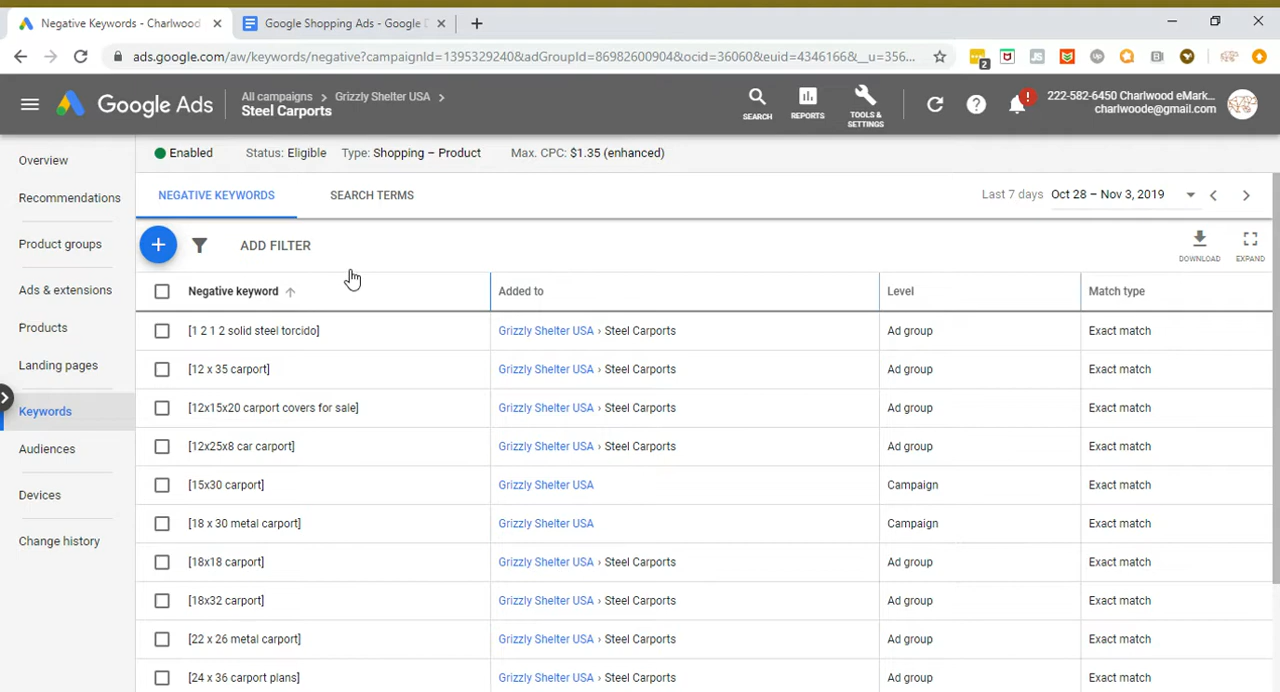 Negative Keywords - Charlwood
Google Shopping Ads - Google D
ads.google.com/aw/keywords/negative?campaignId=1395329240&adGroupId=86982600904&ocid=36060&euid=4346166&__u=356...
2
Google Ads
All campaigns > Grizzly Shelter USA >
Steel Carports
SEARCH
REPORTS
TOOLS & SETTINGS
222-582-6450 Charlwood eMark...
charlwoode@gmail.com
Enabled Status: Eligible Type: Shopping – Product Max. CPC: $1.35 (enhanced)
Overview
Recommendations
Product groups
Ads & extensions
Products
Landing pages
Keywords
Audiences
Devices
Change history
NEGATIVE KEYWORDS SEARCH TERMS
Last 7 days Oct 28 – Nov 3, 2019
ADD FILTER
DOWNLOAD
EXPAND
Negative keyword Added to Level Match type
[1 2 1 2 solid steel torcido] Grizzly Shelter USA › Steel Carports Ad group Exact match
[12 x 35 carport] Grizzly Shelter USA › Steel Carports Ad group Exact match
[12x15x20 carport covers for sale] Grizzly Shelter USA › Steel Carports Ad group Exact match
[12x25x8 car carport] Grizzly Shelter USA › Steel Carports Ad group Exact match
[15x30 carport] Grizzly Shelter USA Campaign Exact match
[18 x 30 metal carport] Grizzly Shelter USA Campaign Exact match
[18x18 carport] Grizzly Shelter USA › Steel Carports Ad group Exact match
[18x32 carport] Grizzly Shelter USA › Steel Carports Ad group Exact match
[22 x 26 metal carport] Grizzly Shelter USA › Steel Carports Ad group Exact match
[24 x 36 carport plans] Grizzly Shelter USA › Steel Carports Ad group Exact match